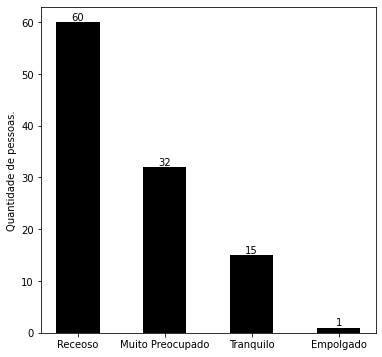 Quantidade de pessoas.
60
50
40
30
20
10
0
60
32
15
1
Receoso
Muito Preocupado
Tranquilo
Empolgado